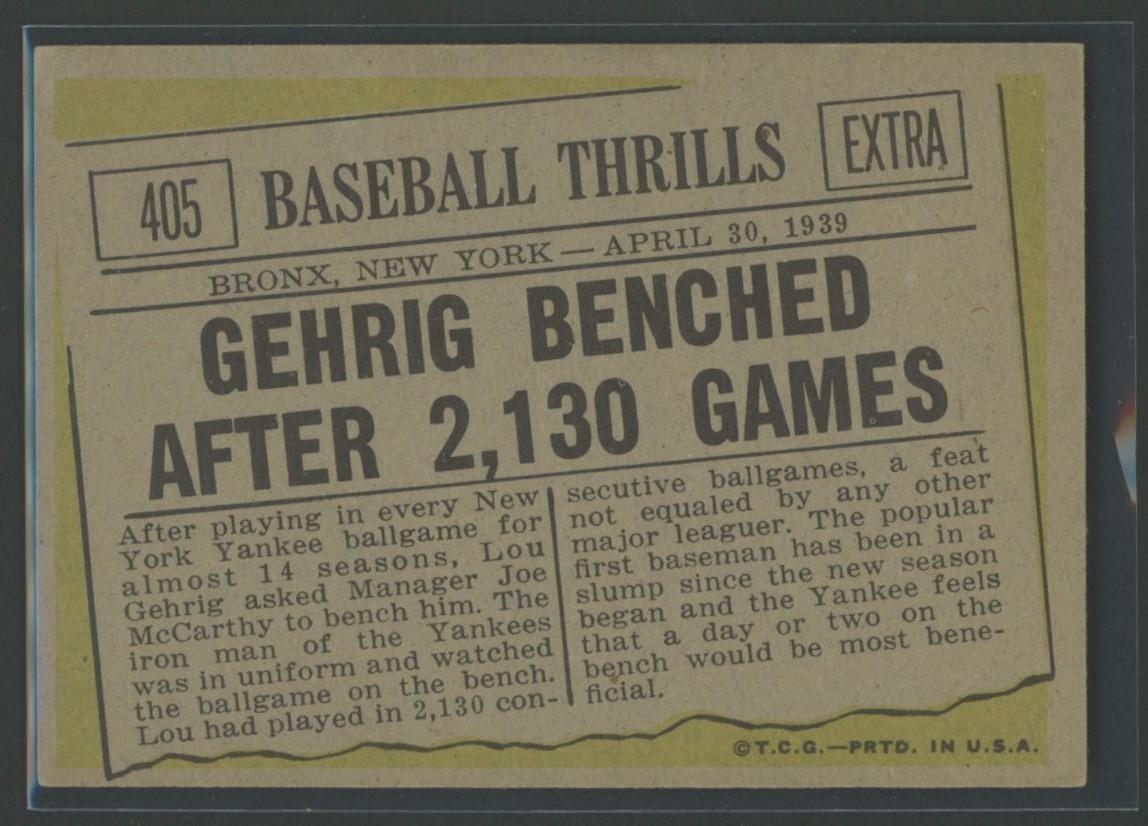 405
BASEBALL THRILLS
EXTRA
BRONX, NEW YORK — APRIL 30, 1939
GEHRIG BENCHED
AFTER 2,130 GAMES
After playing in every New
York Yankee ballgame for
almost 14 seasons, Lou
Gehrig asked Manager Joe
McCarthy to bench him. The
iron man of the Yankees
was in uniform and watched
the ballgame on the bench.
Lou had played in 2,130 con-
secutive ballgames, a feat
not equaled by any other
major leaguer. The popular
first baseman has been in a
slump since the new season
began and the Yankee feels
that a day or two on the
bench would be most bene-
ficial.
©T.C.G.—PRTD. IN U.S.A.